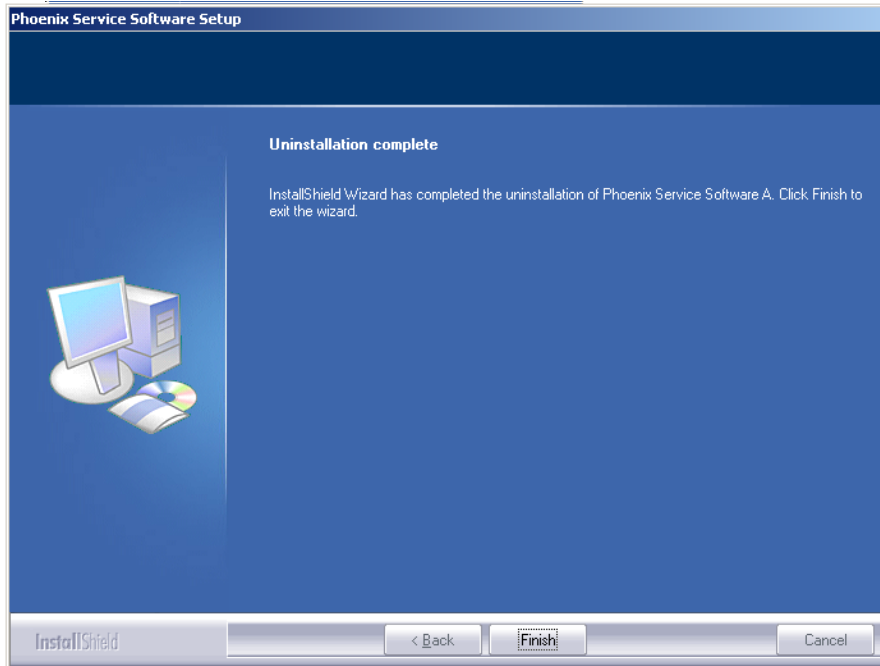 Phoenix Service Software Setup
Uninstallation complete
InstallShield Wizard has completed the uninstallation of Phoenix Service Software A. Click Finish to
exit the wizard.
InstallShield
< Back
Finish
Cancel